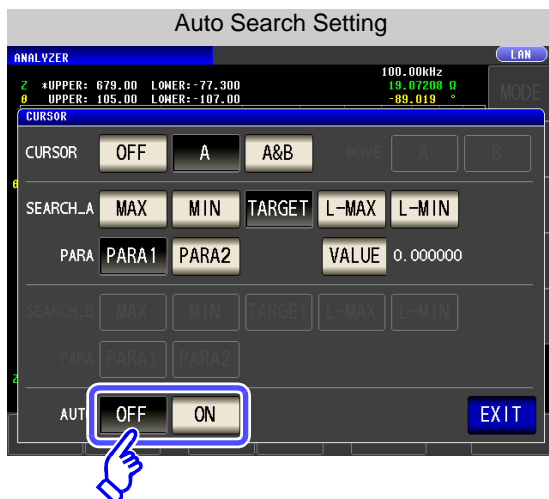 Auto Search Setting
ANALYZER LAN
100.00kHz
Z *UPPER: 679.00 LOWER:-77.300 19.07208 Ω
θ UPPER: 105.00 LOWER:-107.00 -89.019 °
MODE
CURSOR
CURSOR OFF A A&B MOVE A B
θ
SEARCH_A MAX MIN TARGET L-MAX L-MIN
PARA PARA1 PARA2 VALUE 0.000000
SEARCH_B MAX MIN TARGET L-MAX L-MIN
PARA PARA1 PARA2
Z
AUT OFF ON EXIT